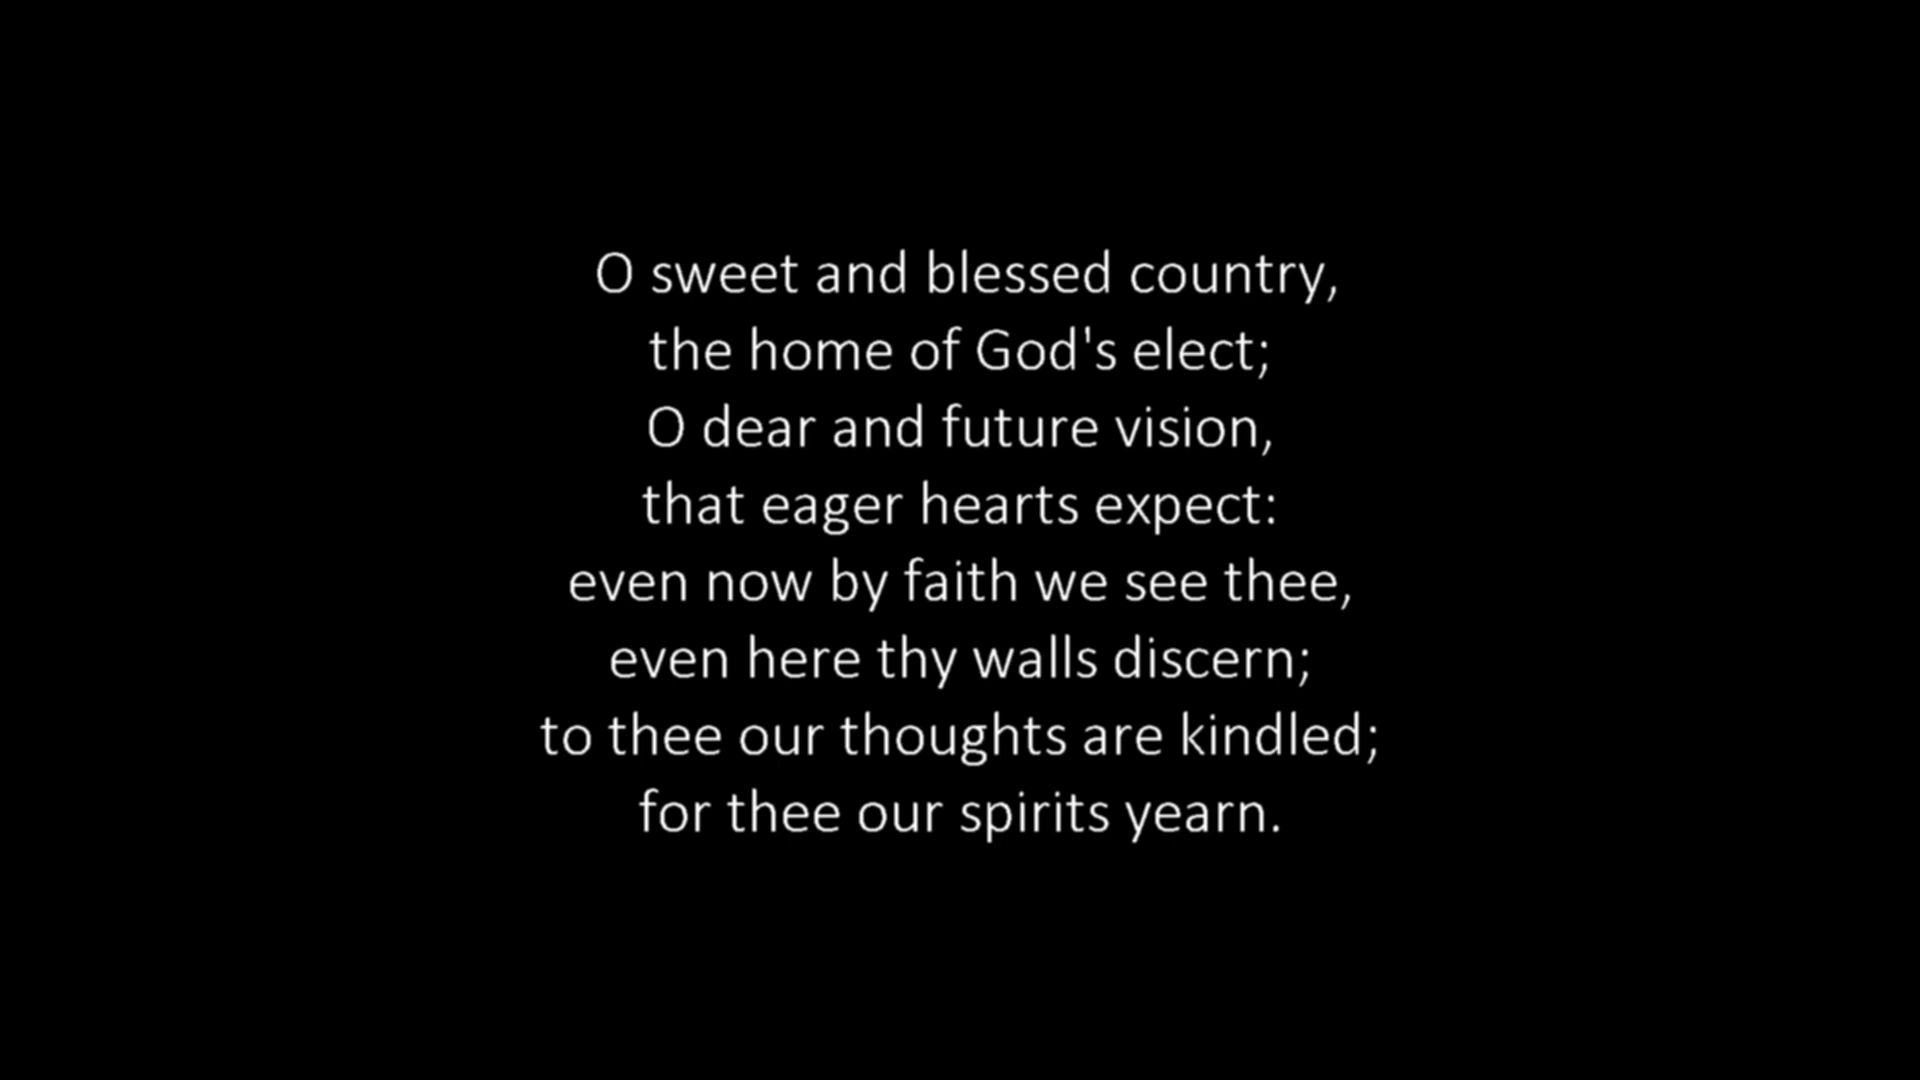 O sweet and blessed country,
the home of God's elect;
O dear and future vision,
that eager hearts expect:
even now by faith we see thee,
even here thy walls discern;
to thee our thoughts are kindled;
for thee our spirits yearn.